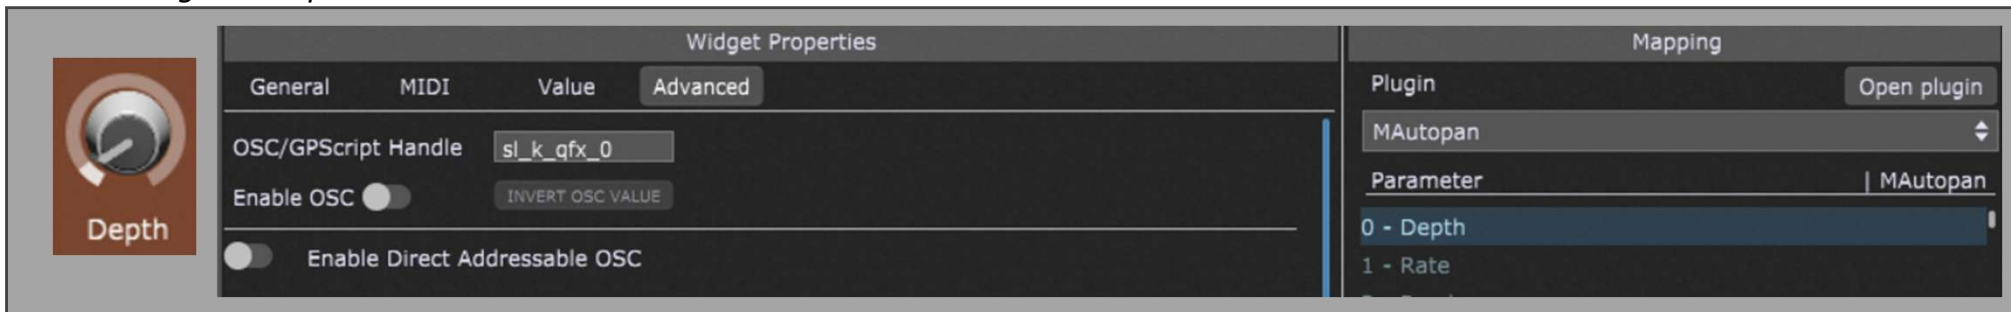 Depth
Widget Properties
General MIDI Value Advanced
OSC/GPScript Handle sl_k_qfx_0
Enable OSC INVERT OSC VALUE
Enable Direct Addressable OSC
Mapping
Plugin Open plugin
MAutopan
Parameter | MAutopan
0 - Depth
1 - Rate